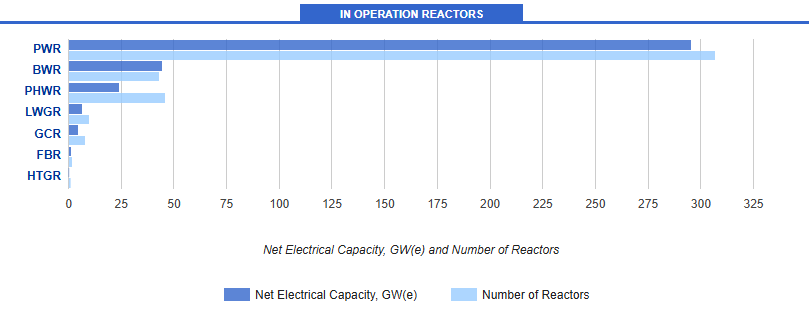 IN OPERATION REACTORS
PWR
BWR
PHWR
LWGR
GCR
FBR
HTGR
0 25 50 75 100 125 150 175 200 225 250 275 300 325
Net Electrical Capacity, GW(e) and Number of Reactors
Net Electrical Capacity, GW(e) Number of Reactors